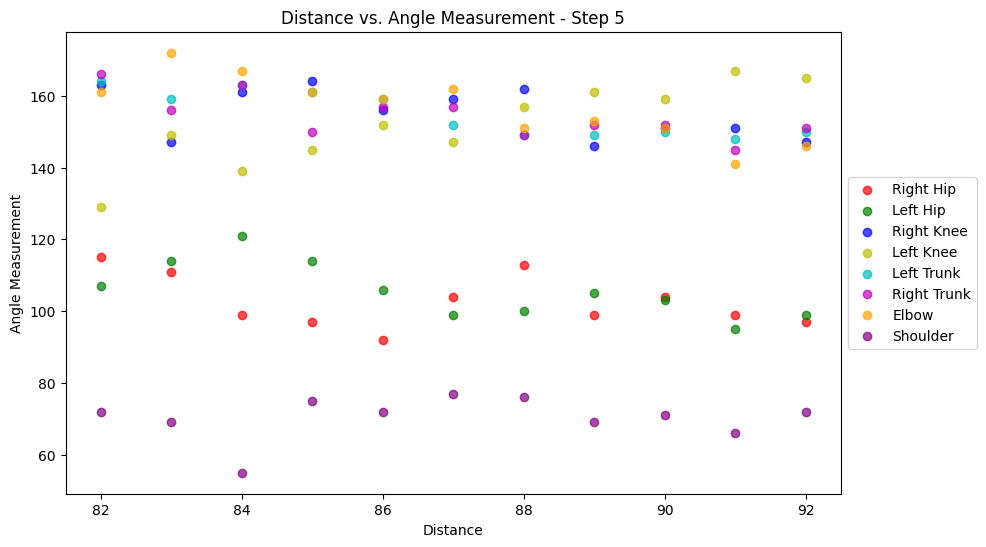 Distance vs. Angle Measurement - Step 5
Angle Measurement
160
140
120
100
80
60
82
84
86
88
90
92
Distance
Right Hip
Left Hip
Right Knee
Left Knee
Left Trunk
Right Trunk
Elbow
Shoulder